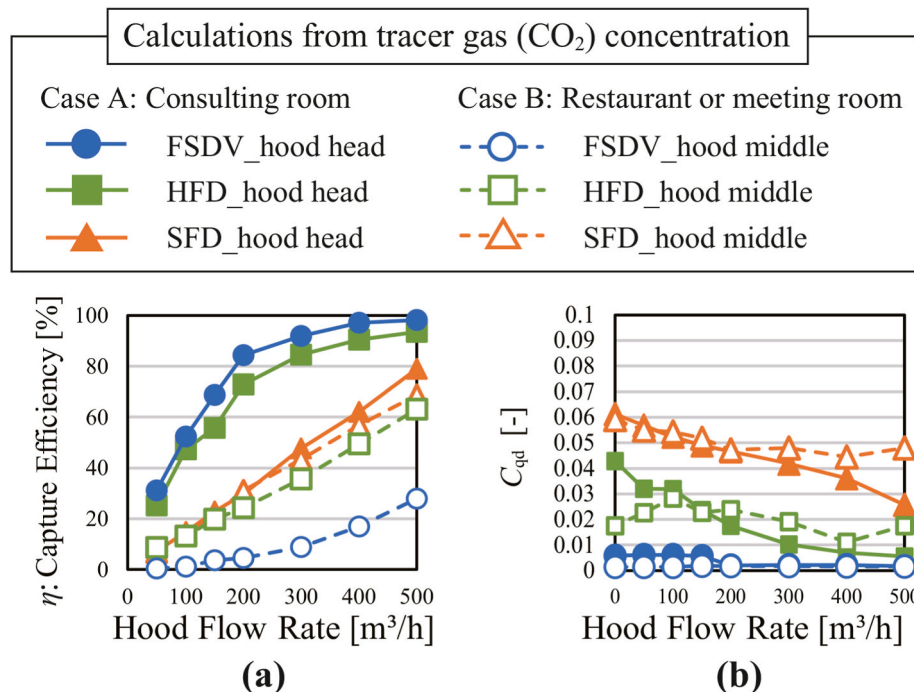 Calculations from tracer gas (CO₂) concentration
Case A: Consulting room
Case B: Restaurant or meeting room
FSDV_hood head
FSDV_hood middle
HFD_hood head
HFD_hood middle
SFD_hood head
SFD_hood middle
η: Capture Efficiency [%]
100
80
60
40
20
0
0 100 200 300 400 500
Hood Flow Rate [m³/h]
(a)
C_qd [-]
0.1
0.09
0.08
0.07
0.06
0.05
0.04
0.03
0.02
0.01
0
0 100 200 300 400 500
Hood Flow Rate [m³/h]
(b)